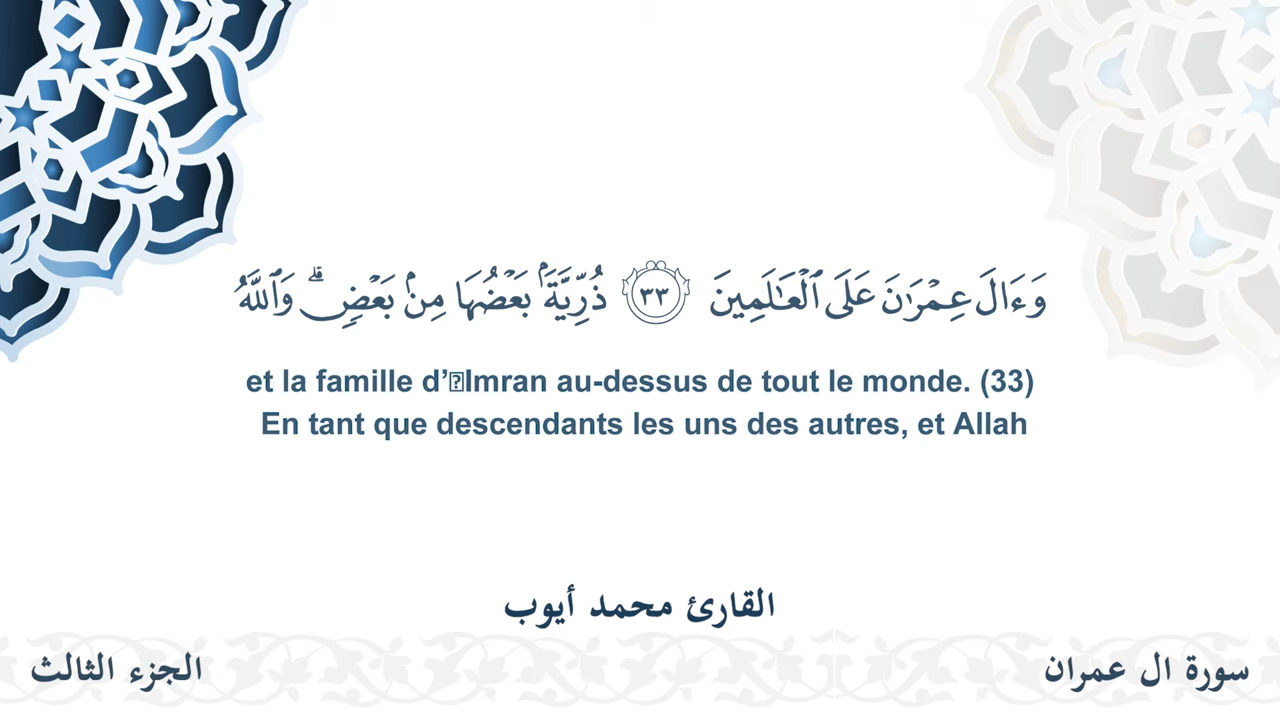 وَءَالَ عِمْرَٰنَ عَلَى ٱلْعَـٰلَمِينَ ٣٣ ذُرِّيَّةًۢ بَعْضُهَا مِنۢ بَعْضٍۢ ۗ وَٱللَّهُ
et la famille d’Imran au-dessus de tout le monde. (33)
En tant que descendants les uns des autres, et Allah
القارئ محمد أيوب
سورة ال عمران
الجزء الثالث